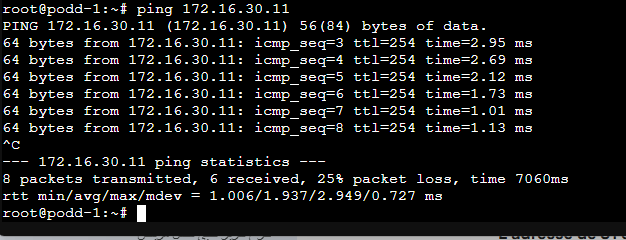 root@podd-1:~# ping 172.16.30.11
PING 172.16.30.11 (172.16.30.11) 56(84) bytes of data.
64 bytes from 172.16.30.11: icmp_seq=3 ttl=254 time=2.95 ms
64 bytes from 172.16.30.11: icmp_seq=4 ttl=254 time=2.69 ms
64 bytes from 172.16.30.11: icmp_seq=5 ttl=254 time=2.12 ms
64 bytes from 172.16.30.11: icmp_seq=6 ttl=254 time=1.73 ms
64 bytes from 172.16.30.11: icmp_seq=7 ttl=254 time=1.01 ms
64 bytes from 172.16.30.11: icmp_seq=8 ttl=254 time=1.13 ms
^C
--- 172.16.30.11 ping statistics ---
8 packets transmitted, 6 received, 25% packet loss, time 7060ms
rtt min/avg/max/mdev = 1.006/1.937/2.949/0.727 ms
root@podd-1:~#